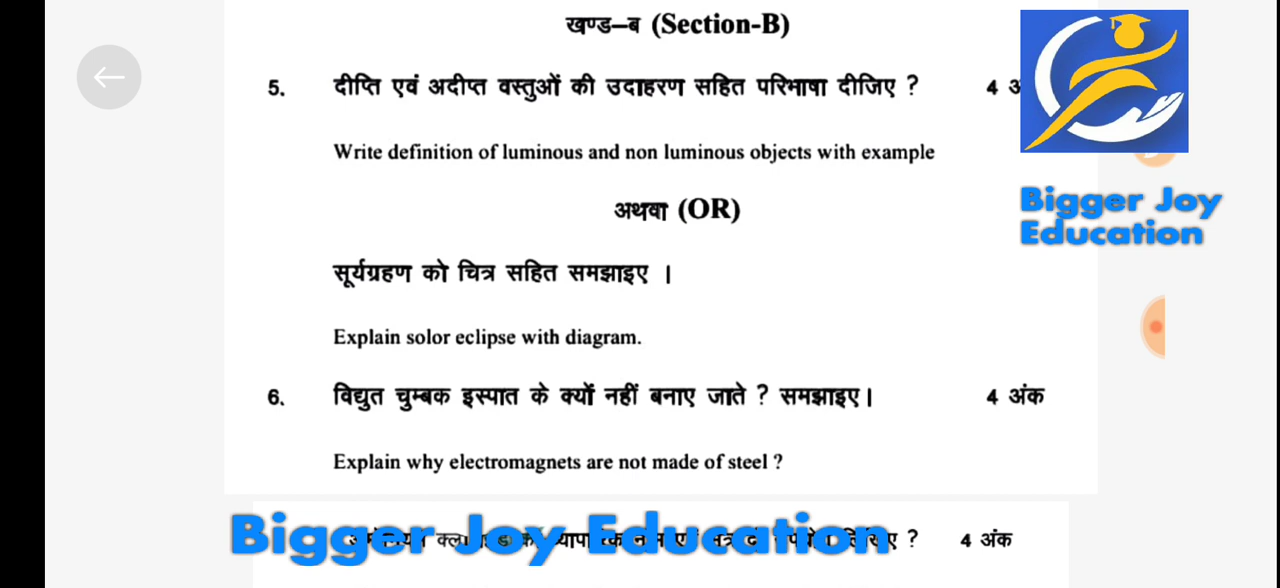 खण्ड–ब (Section-B)
5. दीप्ति एवं अदीप्त वस्तुओं की उदाहरण सहित परिभाषा दीजिए ? 4
Write definition of luminous and non luminous objects with example
अथवा (OR)
Bigger Joy
Education
सूर्यग्रहण को चित्र सहित समझाइए ।
Explain solor eclipse with diagram.
6. विद्युत चुम्बक इस्पात के क्यों नहीं बनाए जाते ? समझाइए। 4 अंक
Explain why electromagnets are not made of steel ?
Bigger Joy Education
? 4 अंक